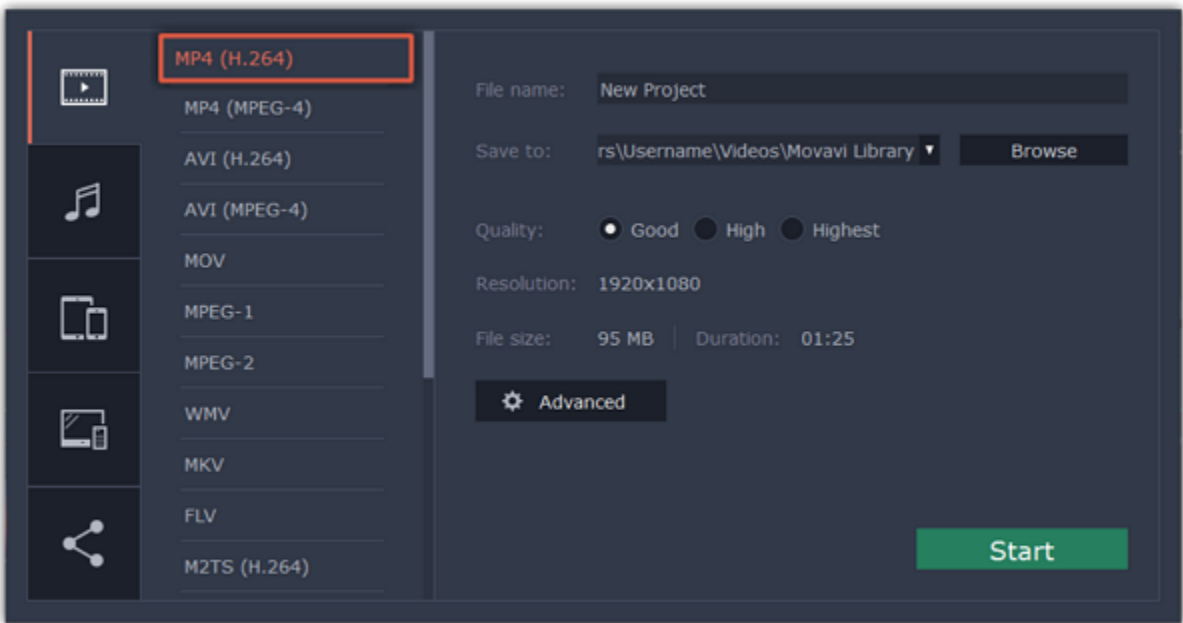 MP4 (H.264)
MP4 (MPEG-4)
AVI (H.264)
AVI (MPEG-4)
MOV
MPEG-1
MPEG-2
WMV
MKV
FLV
M2TS (H.264)
File name: New Project
Save to: rs\Username\Videos\Movavi Library Browse
Quality: Good High Highest
Resolution: 1920x1080
File size: 95 MB Duration: 01:25
Advanced
Start